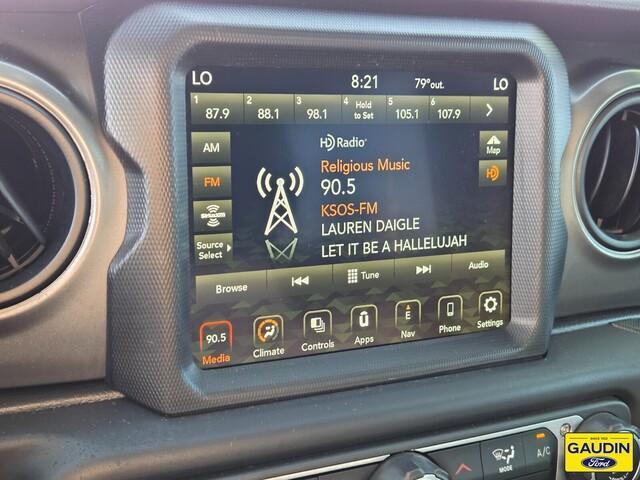 LO 8:21 79°out. LO
1 2 3 4 Hold 5 6
87.9 88.1 98.1 to Set 105.1 107.9
AM HD Radio Map
Religious Music
FM 90.5 HD
KSOS-FM
SiriusXM LAUREN DAIGLE
Source LET IT BE A HALLELUJAH
Select
Browse Tune Audio
90.5 E
Media Climate Controls Apps Nav Phone Settings
MODE A/C
GAUDIN
Ford